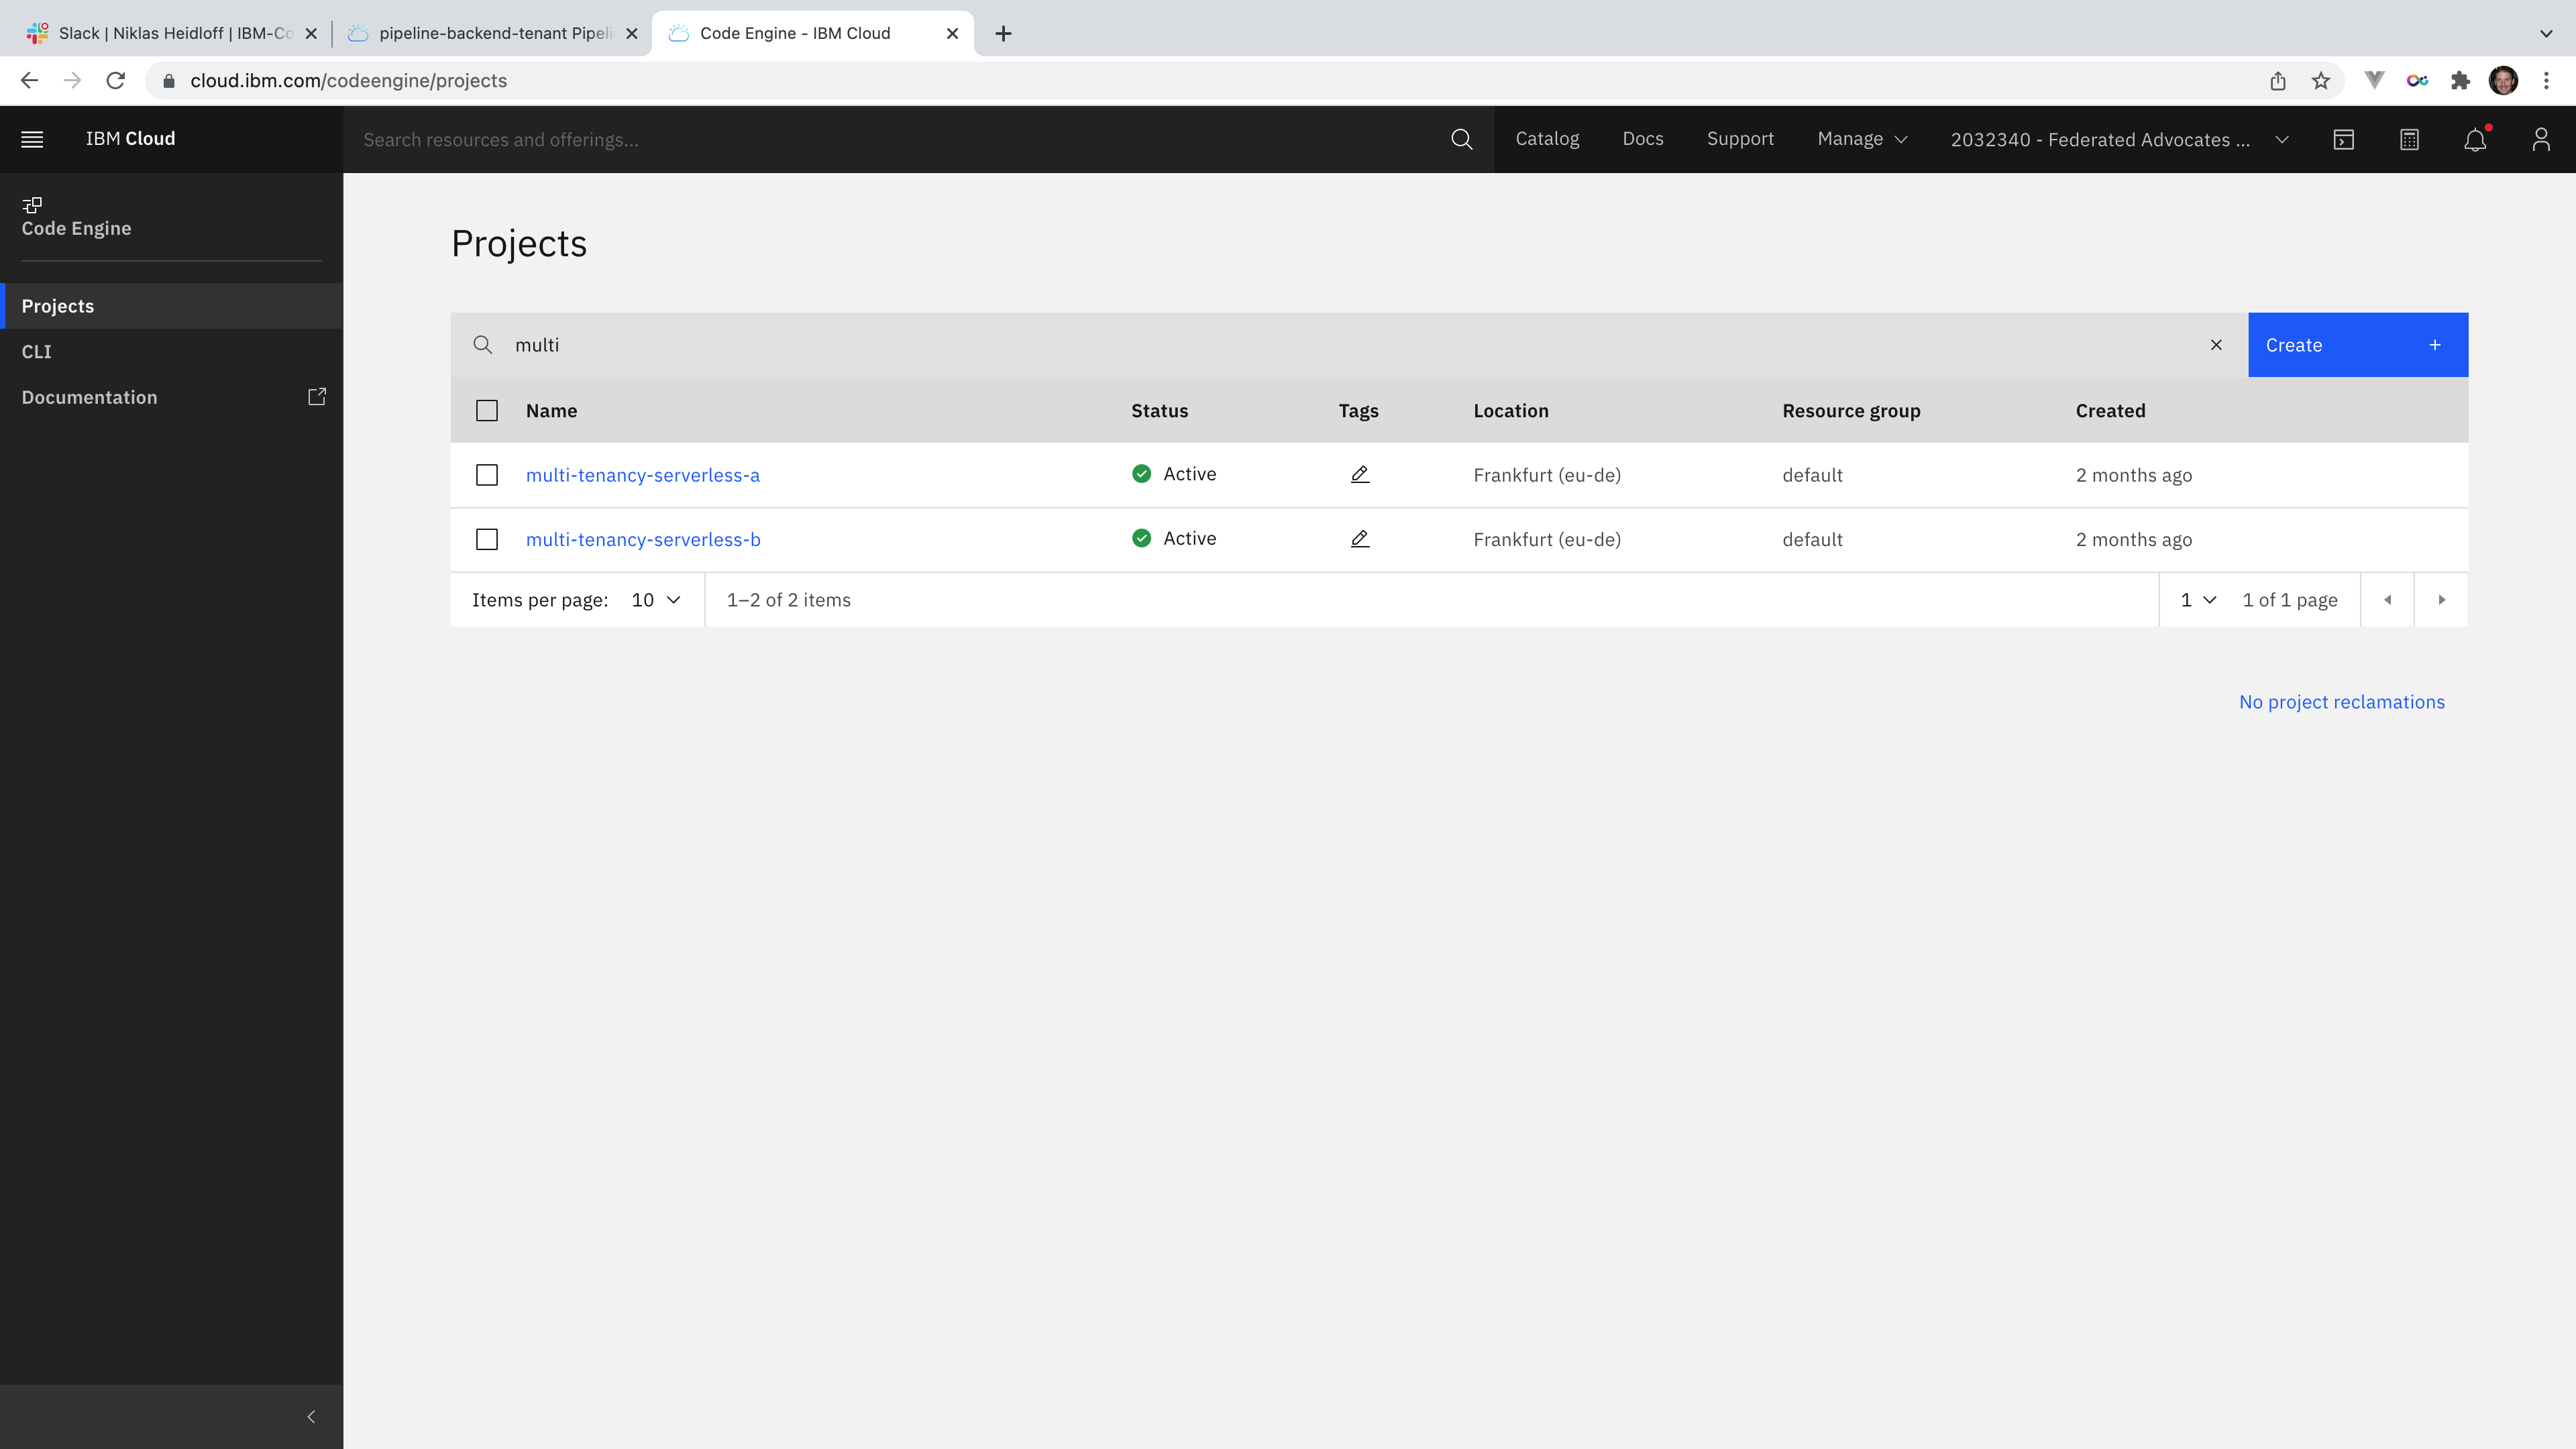 Slack | Niklas Heidloff | IBM-Co
pipeline-backend-tenant Pipeli
Code Engine - IBM Cloud
cloud.ibm.com/codeengine/projects
IBM Cloud
Search resources and offerings...
Catalog
Docs
Support
Manage
2032340 - Federated Advocates ...
Code Engine
Projects
CLI
Documentation
Projects
multi
Create +
Name Status Tags Location Resource group Created
multi-tenancy-serverless-a Active Frankfurt (eu-de) default 2 months ago
multi-tenancy-serverless-b Active Frankfurt (eu-de) default 2 months ago
Items per page: 10 1–2 of 2 items 1 1 of 1 page
No project reclamations